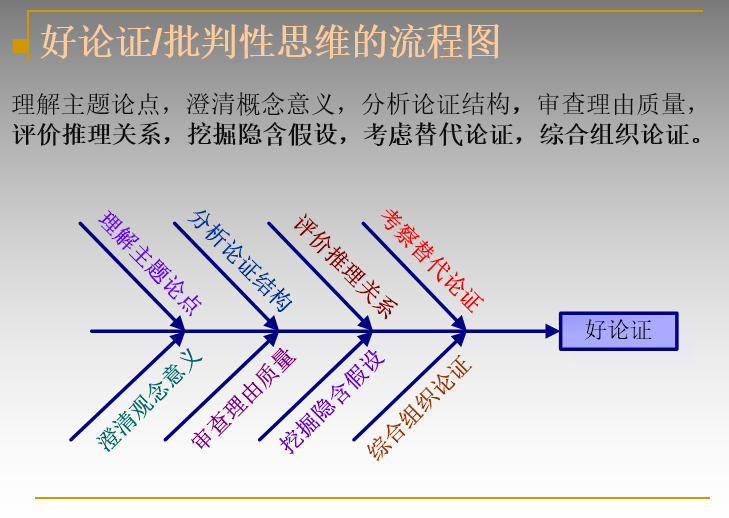 好论证/批判性思维的流程图
理解主题论点，澄清概念意义，分析论证结构，审查理由质量，
评价推理关系，挖掘隐含假设，考虑替代论证，综合组织论证。
理解主题论点
分析论证结构
评价推理关系
考察替代论证
好论证
澄清观念意义
审查理由质量
挖掘隐含假设
综合组织论证